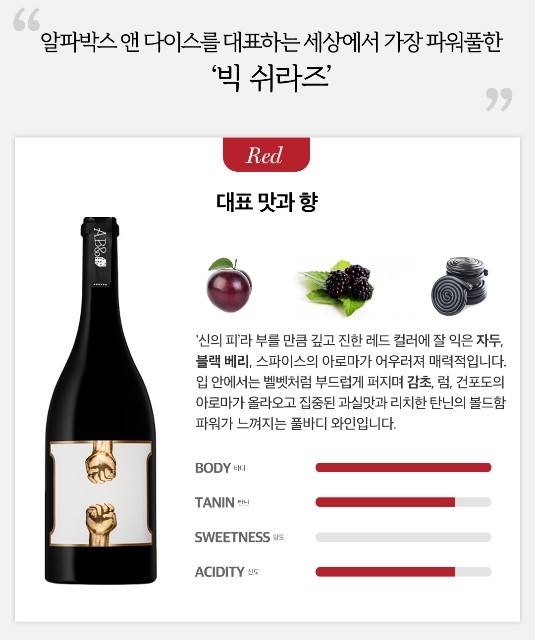 “
알파박스 앤 다이스를 대표하는 세상에서 가장 파워풀한
‘빅 쉬라즈’
”
Red
대표 맛과 향
AB&D
'신의 피'라 부를 만큼 깊고 진한 레드 컬러에 잘 익은 자두,
블랙 베리, 스파이스의 아로마가 어우러져 매력적입니다.
입 안에서는 벨벳처럼 부드럽게 퍼지며 감초, 럼, 건포도의
아로마가 올라오고 집중된 과실맛과 리치한 탄닌의 볼드함
파워가 느껴지는 풀바디 와인입니다.
BODY 바디
TANIN 탄닌
SWEETNESS 당도
ACIDITY 산도